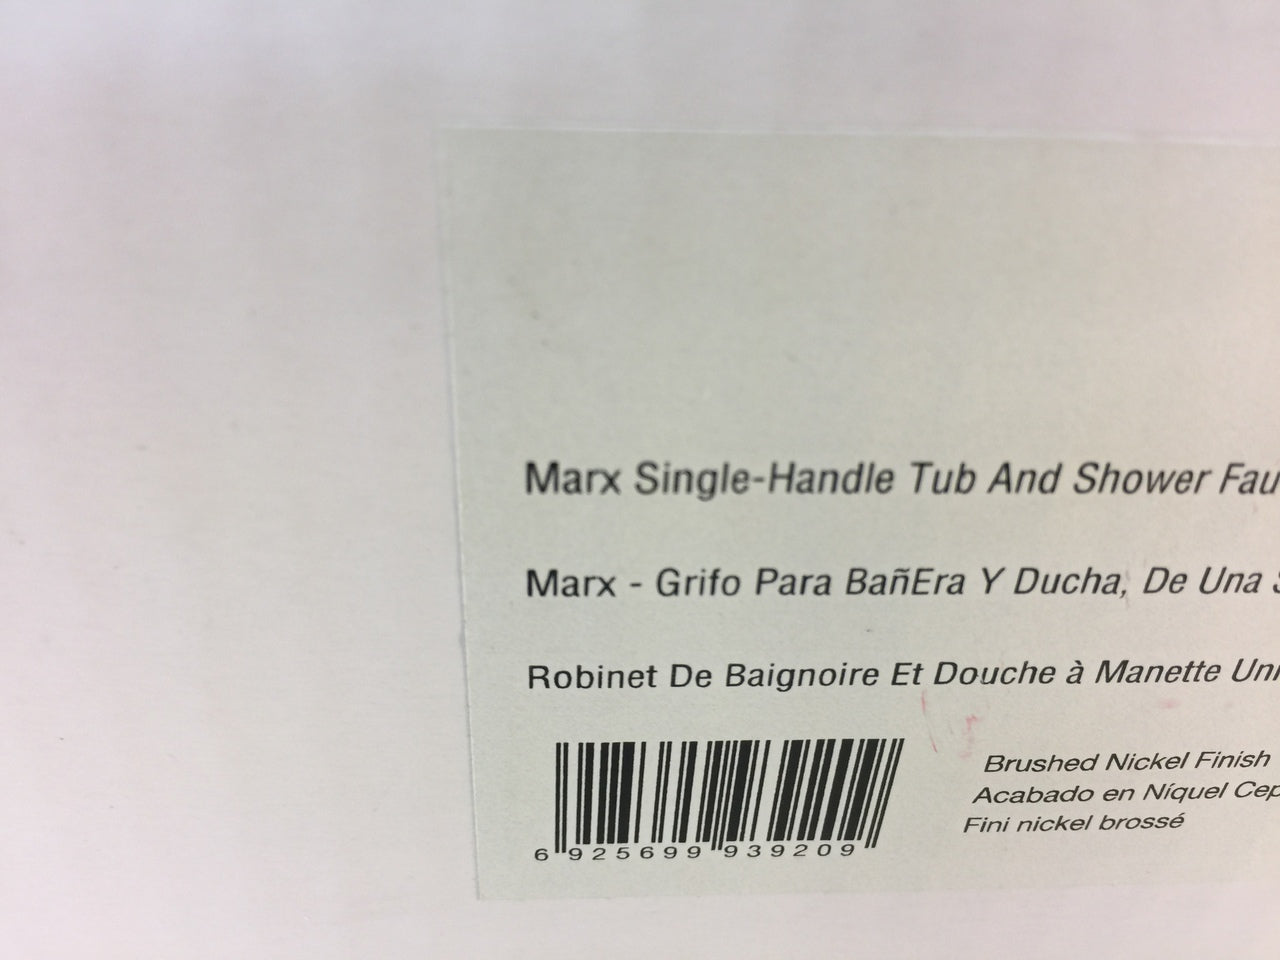 Marx Single-Handle Tub And Shower Fau
Marx - Grifo Para BañEra Y Ducha, De Una
Robinet De Baignoire Et Douche à Manette Uni
Brushed Nickel Finish
Acabado en Níquel Cep
Fini nickel brossé
6 925699 939209